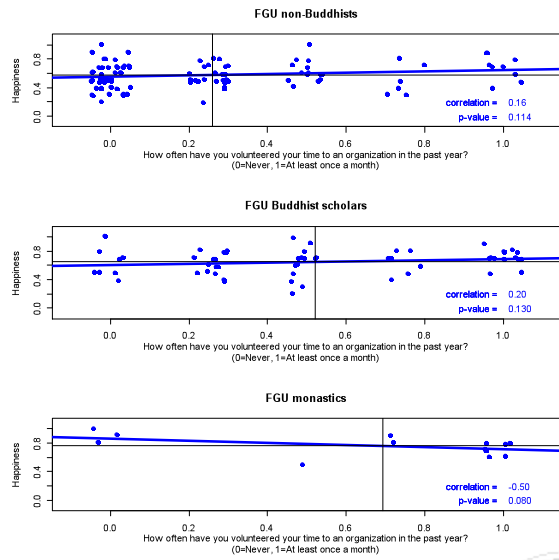 FGU non-Buddhists
Happiness
0.0 0.4 0.8
correlation = 0.16
p-value = 0.114
0.0 0.2 0.4 0.6 0.8 1.0
How often have you volunteered your time to an organization in the past year?
(0=Never, 1=At least once a month)
FGU Buddhist scholars
Happiness
0.0 0.4 0.8
correlation = 0.20
p-value = 0.130
0.0 0.2 0.4 0.6 0.8 1.0
How often have you volunteered your time to an organization in the past year?
(0=Never, 1=At least once a month)
FGU monastics
Happiness
0.0 0.4 0.8
correlation = -0.50
p-value = 0.080
0.0 0.2 0.4 0.6 0.8 1.0
How often have you volunteered your time to an organization in the past year?
(0=Never, 1=At least once a month)